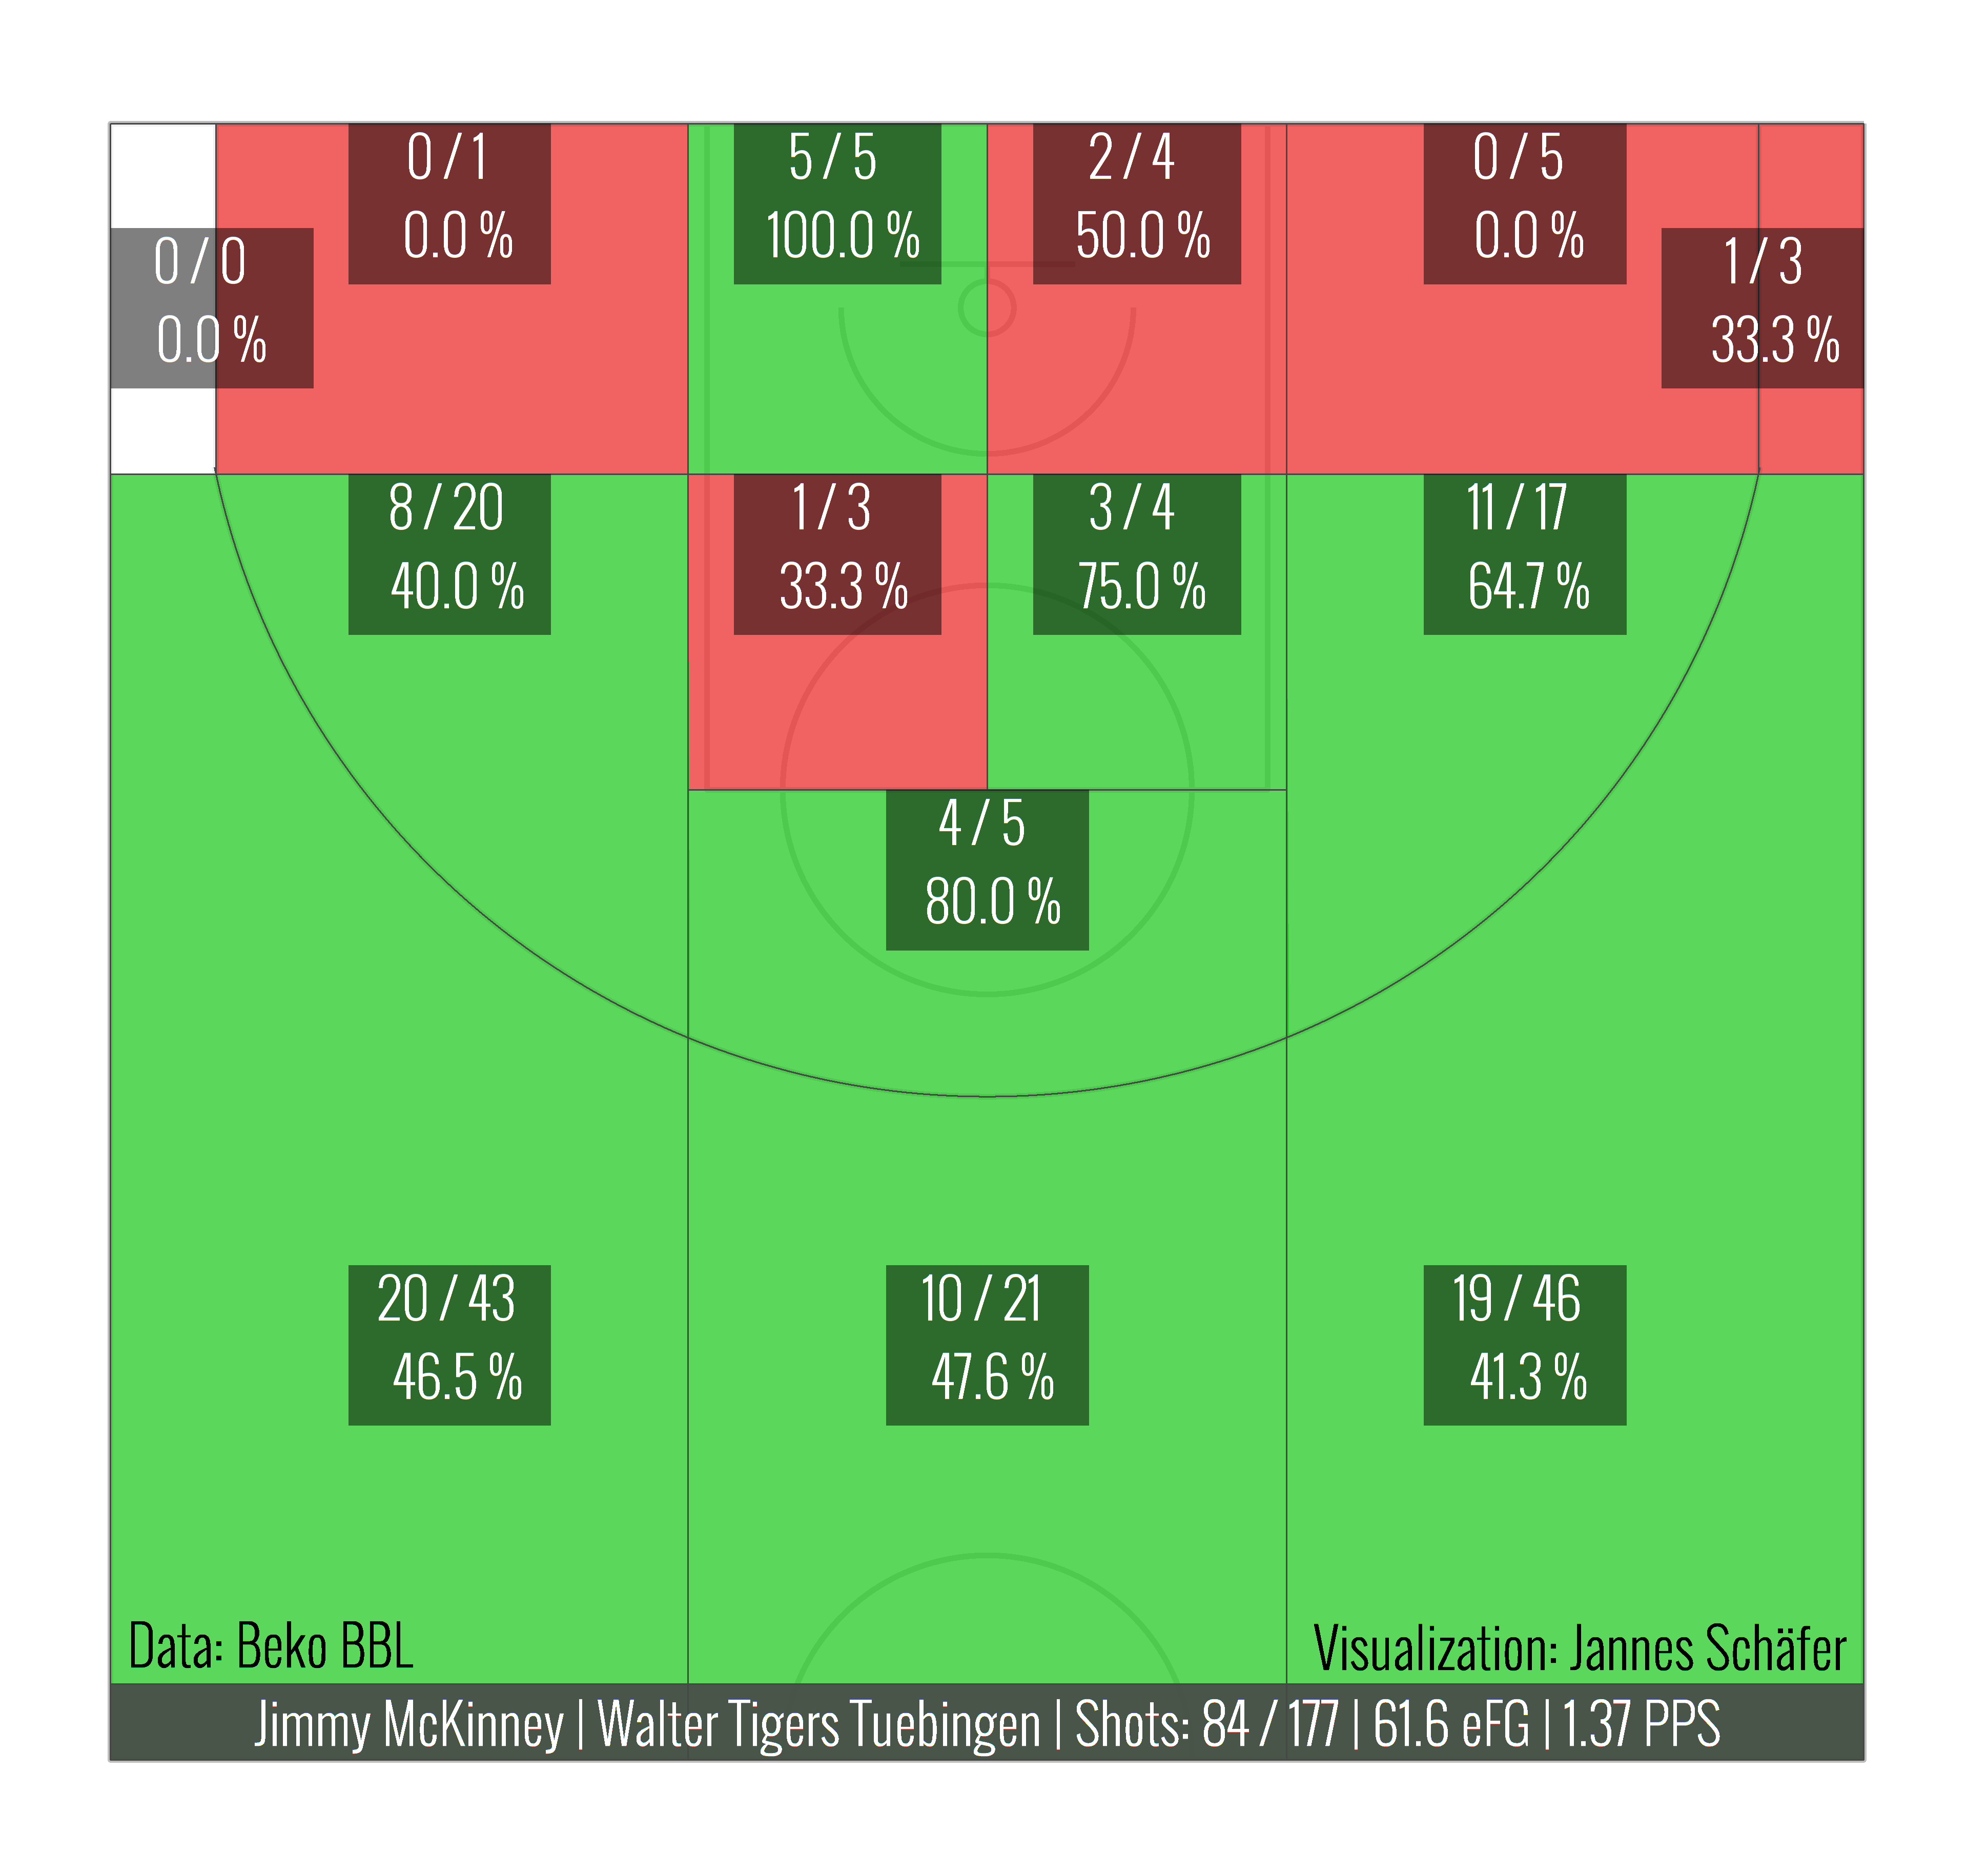 0 / 1
0.0 %
5 / 5
100.0 %
2 / 4
50.0 %
0 / 5
0.0 %
0 / 0
0.0 %
1 / 3
33.3 %
8 / 20
40.0 %
1 / 3
33.3 %
3 / 4
75.0 %
11 / 17
64.7 %
4 / 5
80.0 %
20 / 43
46.5 %
10 / 21
47.6 %
19 / 46
41.3 %
Data: Beko BBL
Visualization: Jannes Schäfer
Jimmy McKinney | Walter Tigers Tuebingen | Shots: 84 / 177 | 61.6 eFG | 1.37 PPS